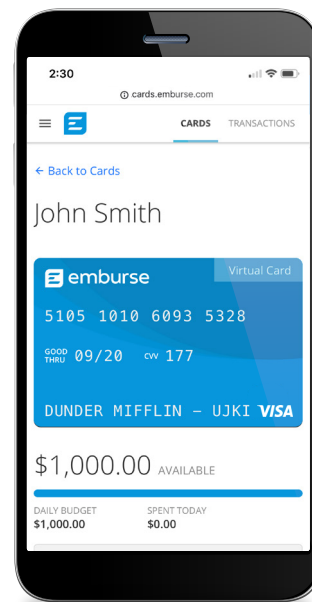 2:30
cards.emburse.com
CARDS TRANSACTIONS
← Back to Cards
John Smith
emburse Virtual Card
5105 1010 6093 5328
GOOD THRU 09/20 CVV 177
DUNDER MIFFLIN – UJKI VISA
$1,000.00 AVAILABLE
DAILY BUDGET SPENT TODAY
$1,000.00 $0.00